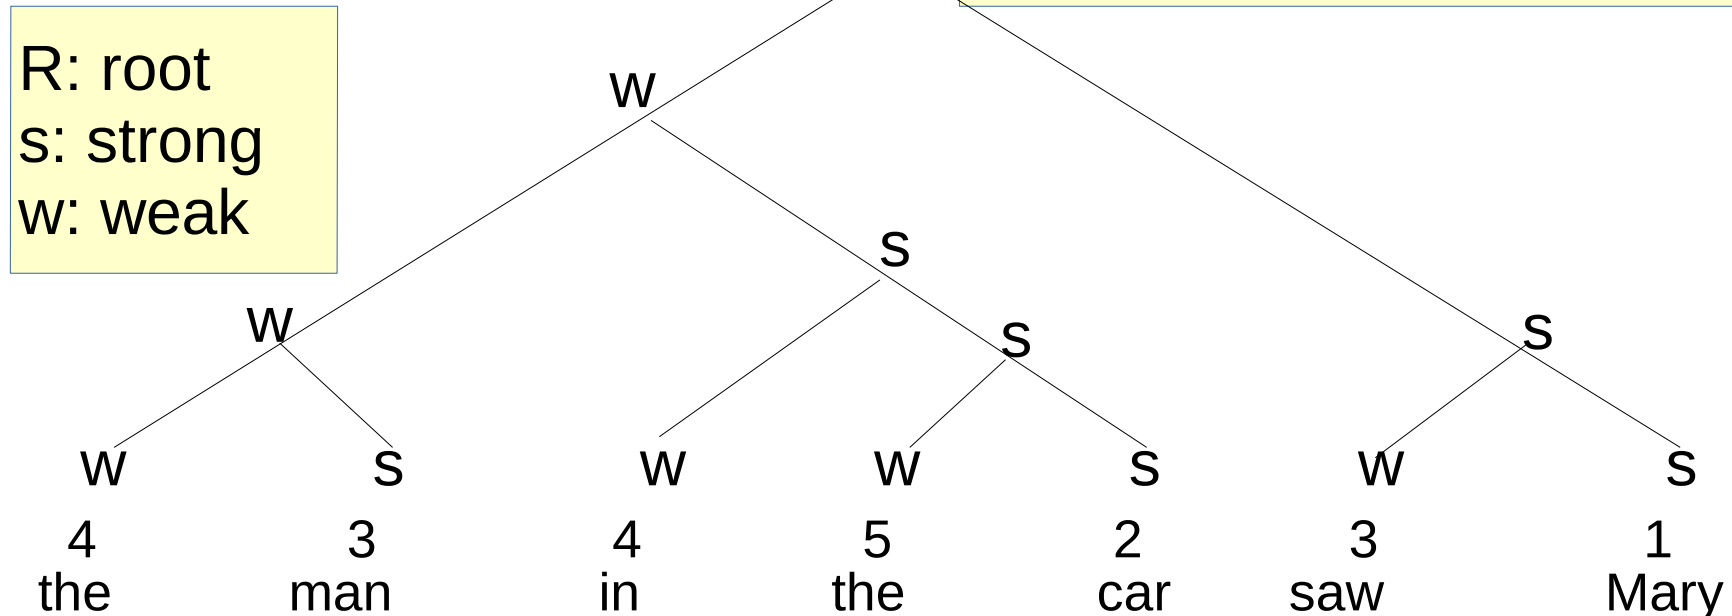 R: root
s: strong
w: weak
w
s
w
s
s
w s w w s w s
4 3 4 5 2 3 1
the man in the car saw Mary